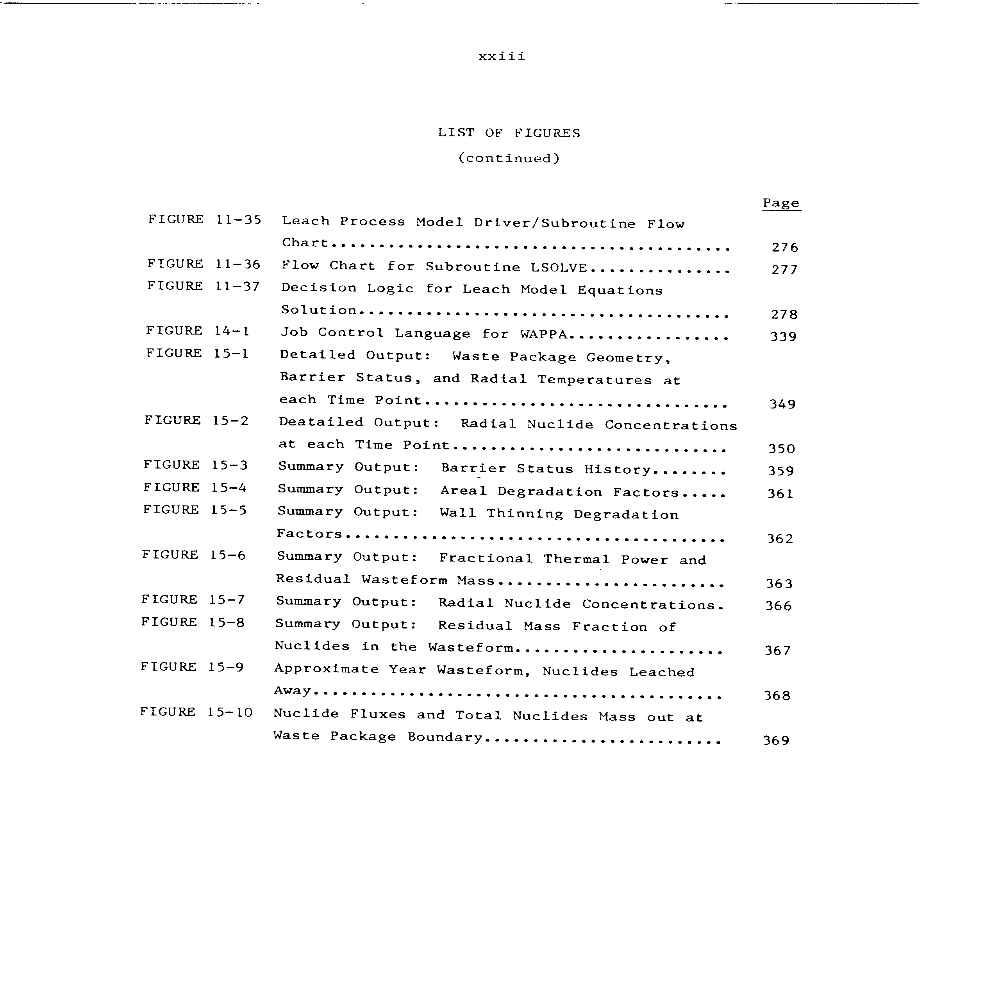 xxiii
LIST OF FIGURES
(continued)
Page
FIGURE 11-35 Leach Process Model Driver/Subroutine Flow
Chart.......................................... 276
FIGURE 11-36 Flow Chart for Subroutine LSOLVE............... 277
FIGURE 11-37 Decision Logic for Leach Model Equations
Solution....................................... 278
FIGURE 14-1 Job Control Language for WAPPA................. 339
FIGURE 15-1 Detailed Output: Waste Package Geometry,
Barrier Status, and Radial Temperatures at
each Time Point................................ 349
FIGURE 15-2 Deatailed Output: Radial Nuclide Concentrations
at each Time Point............................. 350
FIGURE 15-3 Summary Output: Barrier Status History........ 359
FIGURE 15-4 Summary Output: Areal Degradation Factors..... 361
FIGURE 15-5 Summary Output: Wall Thinning Degradation
Factors........................................ 362
FIGURE 15-6 Summary Output: Fractional Thermal Power and
Residual Wasteform Mass........................ 363
FIGURE 15-7 Summary Output: Radial Nuclide Concentrations. 366
FIGURE 15-8 Summary Output: Residual Mass Fraction of
Nuclides in the Wasteform...................... 367
FIGURE 15-9 Approximate Year Wasteform, Nuclides Leached
Away........................................... 368
FIGURE 15-10 Nuclide Fluxes and Total Nuclides Mass out at
Waste Package Boundary......................... 369